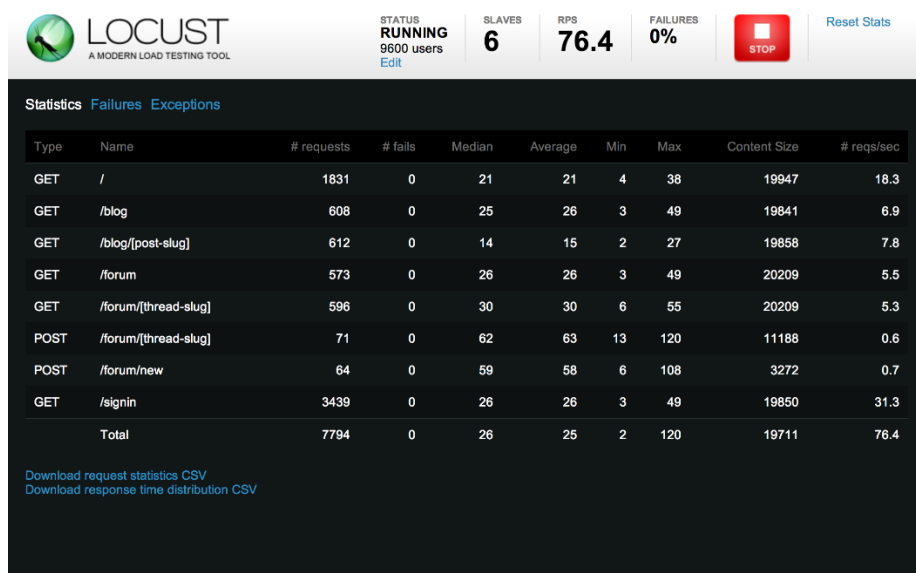 LOCUST
A MODERN LOAD TESTING TOOL
STATUS
RUNNING
9600 users
Edit
SLAVES
6
RPS
76.4
FAILURES
0%
STOP
Reset Stats
Statistics Failures Exceptions
Type Name # requests # fails Median Average Min Max Content Size # reqs/sec
GET / 1831 0 21 21 4 38 19947 18.3
GET /blog 608 0 25 26 3 49 19841 6.9
GET /blog/[post-slug] 612 0 14 15 2 27 19858 7.8
GET /forum 573 0 26 26 3 49 20209 5.5
GET /forum/[thread-slug] 596 0 30 30 6 55 20209 5.3
POST /forum/[thread-slug] 71 0 62 63 13 120 11188 0.6
POST /forum/new 64 0 59 58 6 108 3272 0.7
GET /signin 3439 0 26 26 3 49 19850 31.3
Total 7794 0 26 25 2 120 19711 76.4
Download request statistics CSV
Download response time distribution CSV